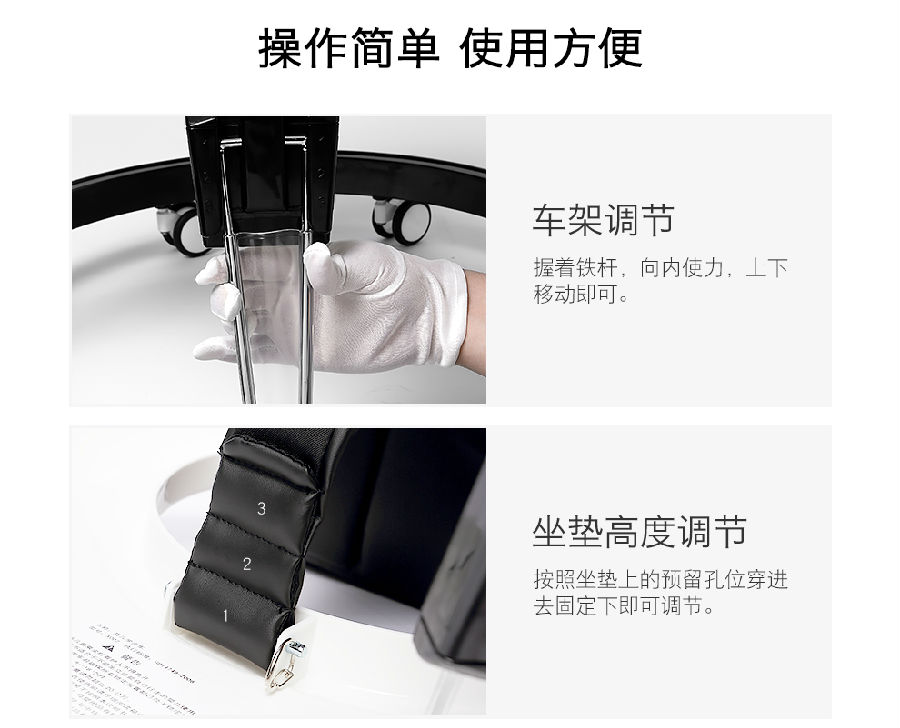 操作简单 使用方便
车架调节
握着铁杆，向内使力，上下
移动即可。
3
2
1
坐垫高度调节
按照坐垫上的预留孔位穿进
去固定下即可调节。
警告